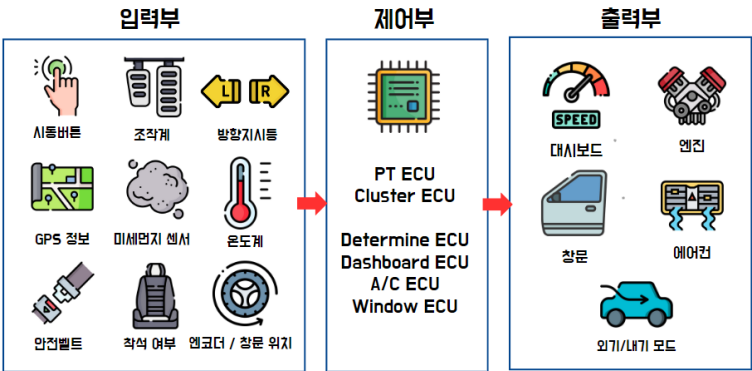 입력부
시동버튼
조작계
L
R
방향지시등
GPS 정보
미세먼지 센서
온도계
안전벨트
착석 여부
엔코더 / 창문 위치
제어부
PT ECU
Cluster ECU
Determine ECU
Dashboard ECU
A/C ECU
Window ECU
출력부
SPEED
대시보드
엔진
창문
에어컨
외기/내기 모드